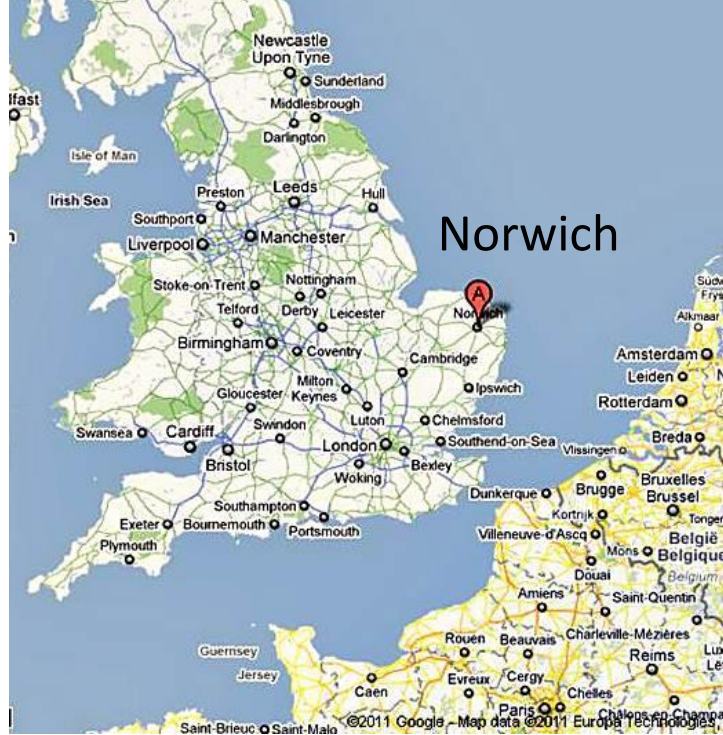 Newcastle
Upon Tyne
Sunderland
Middlesbrough
Darlington
Isle of Man
Irish Sea
Preston
Leeds
Hull
Southport
Liverpool
Manchester
Norwich
Stoke-on-Trent
Nottingham
A
Norwich
Telford
Derby
Leicester
Alkmaar
Birmingham
Coventry
Cambridge
Amsterdam
Leiden
Milton
Keynes
Ipswich
Rotterdam
Gloucester
Luton
Chelmsford
Swansea
Cardiff
Swindon
London
Southend-on-Sea
Breda
Bristol
Bexley
Vlissingen
Woking
Dunkerque
Brugge
Bruxelles
Brussel
Southampton
Kortrijk
Exeter
Bournemouth
Portsmouth
Villeneuve-d'Ascq
België
Belgique
Plymouth
Mons
Douai
Belgium
Amiens
Saint-Quentin
Guernsey
Rouen
Beauvais
Charleville-Mézières
Reims
Jersey
Caen
Evreux
Cergy
Chelles
Paris
Saint-Brieuc
Saint-Malo
©2011 Google - Map data ©2011 Europa Technologies,